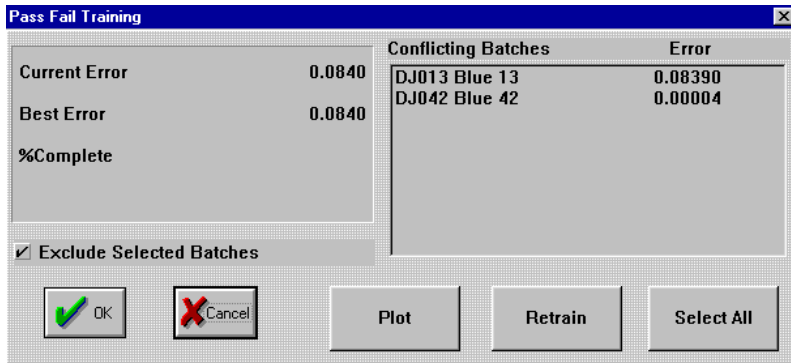 Pass Fail Training
Current Error 0.0840
Best Error 0.0840
%Complete
Conflicting Batches Error
DJ013 Blue 13 0.08390
DJ042 Blue 42 0.00004
Exclude Selected Batches
OK
Cancel
Plot
Retrain
Select All